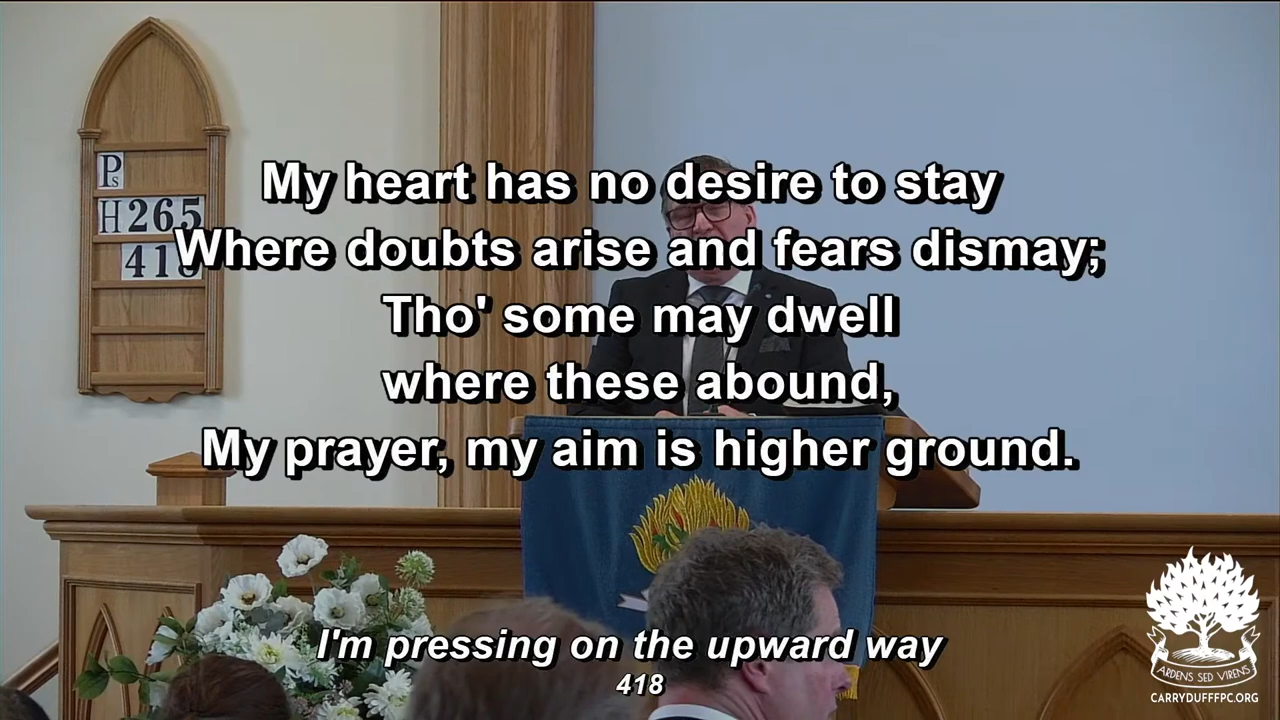 Ps
H 265
418
My heart has no desire to stay
Where doubts arise and fears dismay;
Tho' some may dwell
where these abound,
My prayer, my aim is higher ground.
I'm pressing on the upward way
418
ARDENS SED VIRENS
CARRYDUFFFPC.ORG